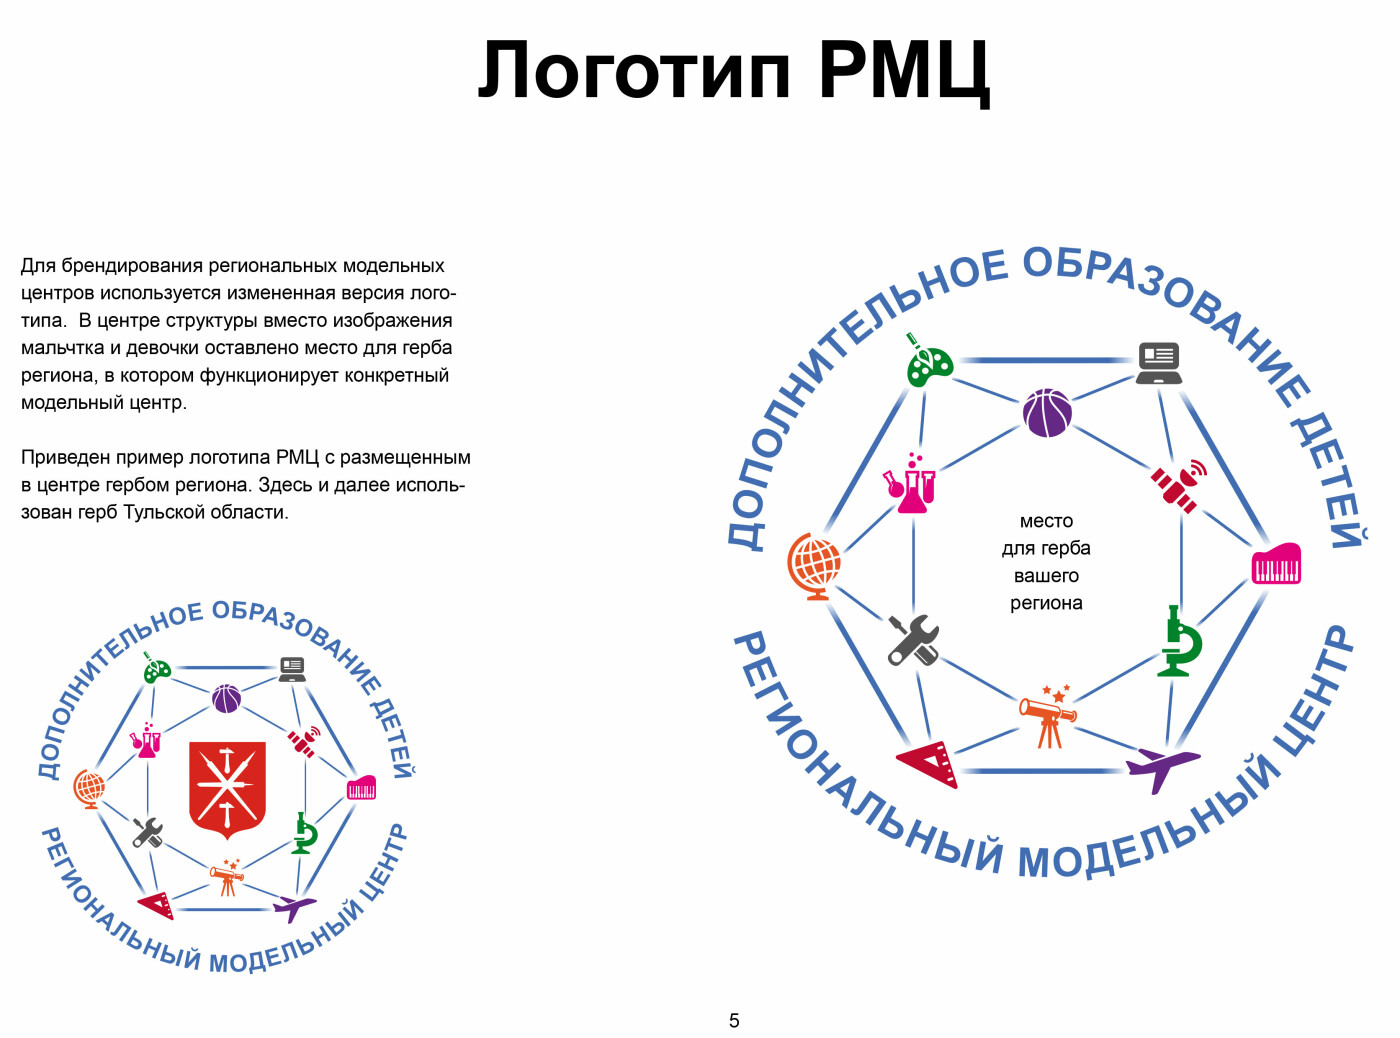 Логотип РМЦ
Для брендирования региональных модельных
центров используется измененная версия лого-
типа.  В центре структуры вместо изображения
мальчтка и девочки оставлено место для герба
региона, в котором функционирует конкретный
модельный центр.
Приведен пример логотипа РМЦ с размещенным
в центре гербом региона. Здесь и далее исполь-
зован герб Тульской области.
ДОПОЛНИТЕЛЬНОЕ ОБРАЗОВАНИЕ ДЕТЕЙ
РЕГИОНАЛЬНЫЙ МОДЕЛЬНЫЙ ЦЕНТР
ДОПОЛНИТЕЛЬНОЕ ОБРАЗОВАНИЕ ДЕТЕЙ
место
для герба
вашего
региона
РЕГИОНАЛЬНЫЙ МОДЕЛЬНЫЙ ЦЕНТР
5